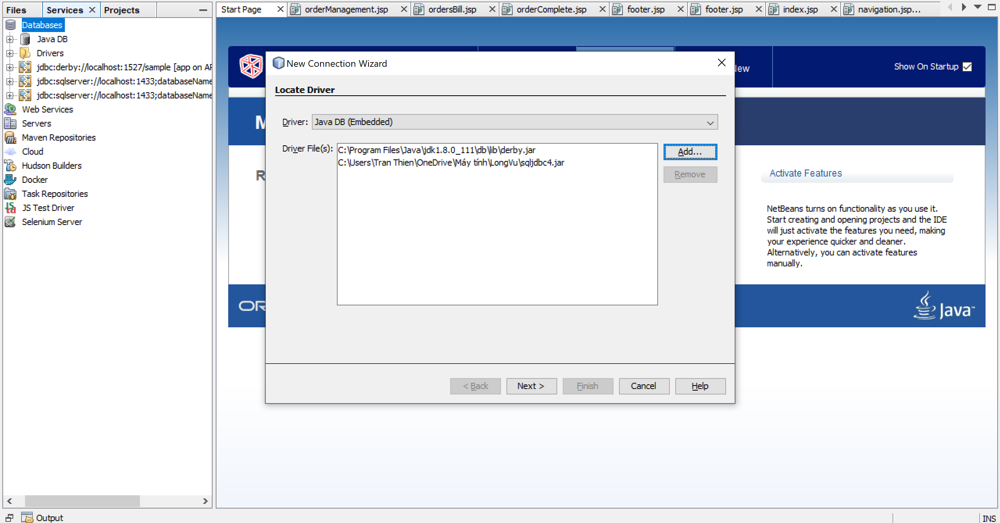 Files
Services
Projects
Start Page
orderManagement.jsp
ordersBill.jsp
orderComplete.jsp
footer.jsp
footer.jsp
index.jsp
navigation.jsp...
Databases
Java DB
Drivers
jdbc:derby://localhost:1527/sample [app on AP
jdbc:sqlserver://localhost:1433;databaseName
jdbc:sqlserver://localhost:1433;databaseName
Web Services
Servers
Maven Repositories
Cloud
Hudson Builders
Docker
Task Repositories
JS Test Driver
Selenium Server
New Connection Wizard
Locate Driver
Driver: Java DB (Embedded)
Driver File(s):
C:\Program Files\Java\jdk1.8.0_111\db\lib\derby.jar
C:\Users\Tran Thien\OneDrive\Máy tính\LongVu\sqljdbc4.jar
Add...
Remove
< Back
Next >
Finish
Cancel
Help
Show On Startup
M
R
Activate Features
NetBeans turns on functionality as you use it.
Start creating and opening projects and the IDE
will just activate the features you need, making
your experience quicker and cleaner.
Alternatively, you can activate features
manually.
OR
Java™
Output
INS